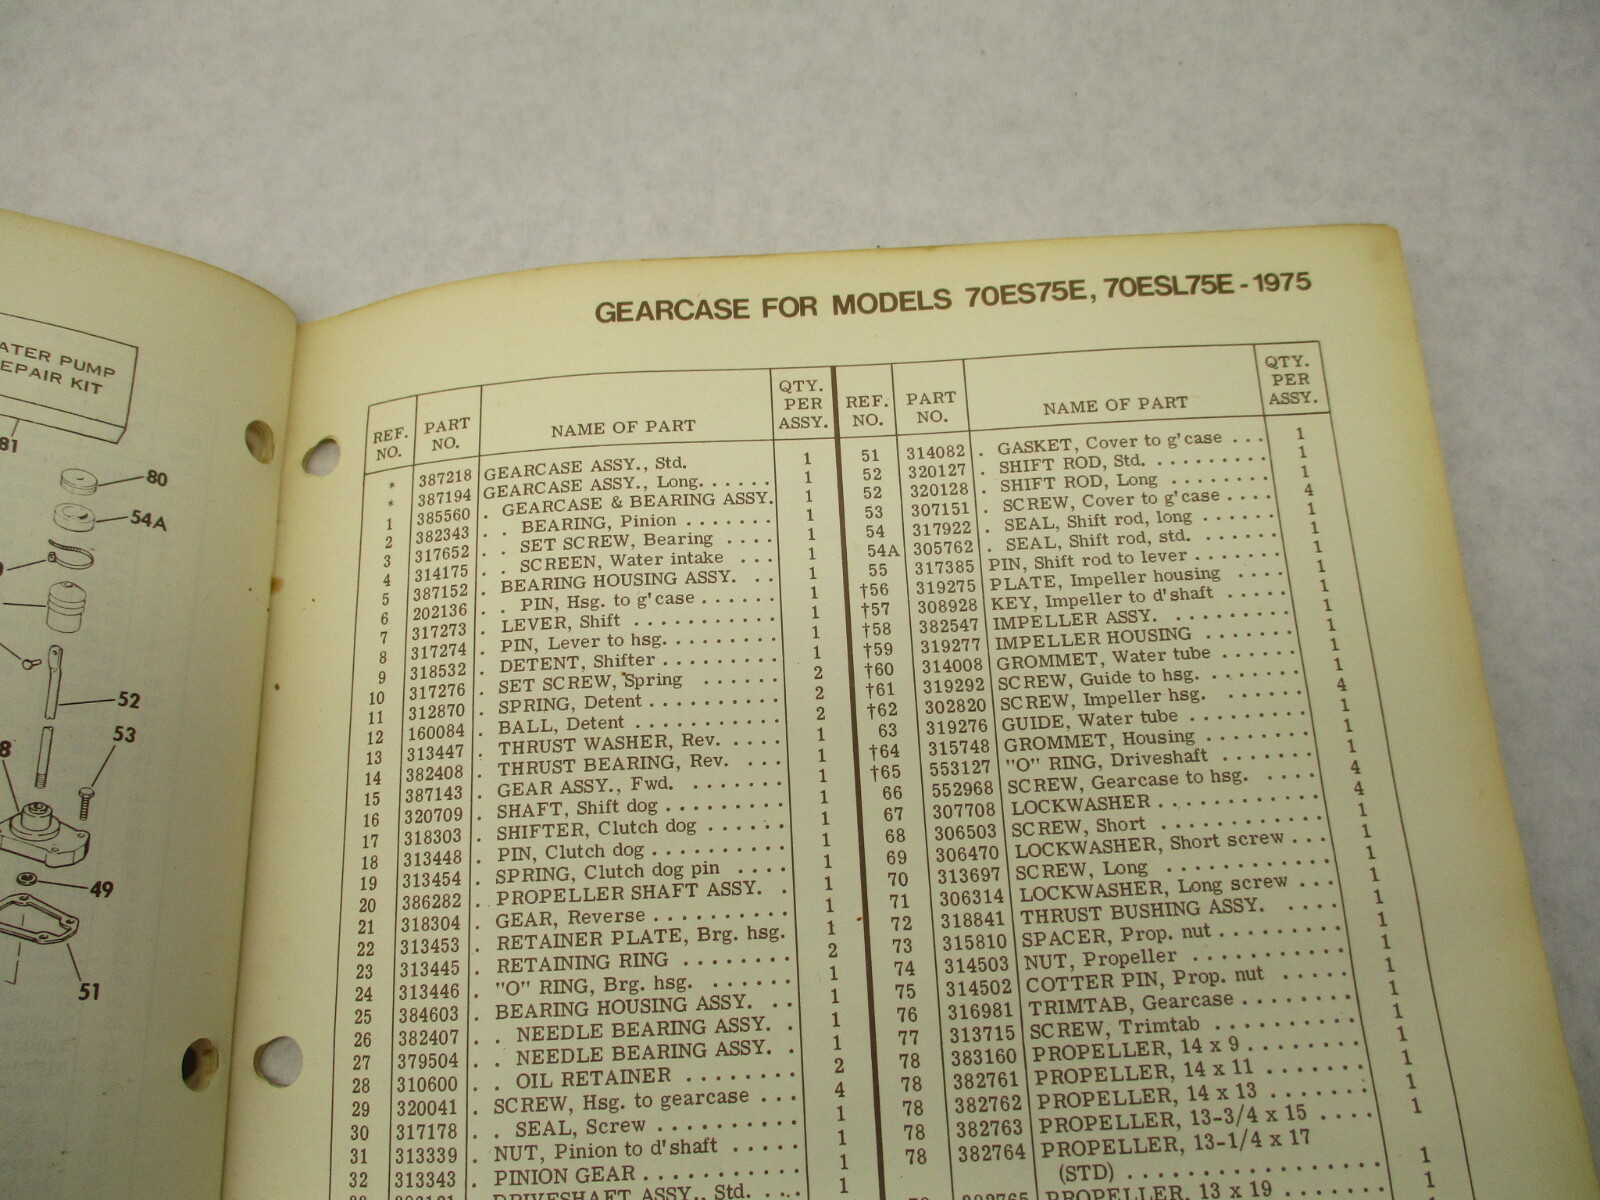 ATER PUMP
EPAIR KIT
81
80
54A
52
53
8
49
51
GEARCASE FOR MODELS 70ES75E, 70ESL75E - 1975
REF. NO. PART NO. NAME OF PART QTY. PER ASSY.
* 387218 GEARCASE ASSY., Std. 1
* 387194 GEARCASE ASSY., Long. . . . . . 1
1 385560 . GEARCASE & BEARING ASSY. 1
2 382343 . . BEARING, Pinion . . . . . . . 1
3 317652 . . SET SCREW, Bearing . . . . 1
4 314175 . . SCREEN, Water intake . . . 1
5 387152 . BEARING HOUSING ASSY. . . 1
6 202136 . . PIN, Hsg. to g'case . . . . . . 1
7 317273 . LEVER, Shift . . . . . . . . . . . 1
8 317274 . PIN, Lever to hsg. . . . . . . . . 1
9 318532 . DETENT, Shifter . . . . . . . . . 1
10 317276 . SET SCREW, Spring . . . . . . 2
11 312870 . SPRING, Detent . . . . . . . . . . 2
12 160084 . BALL, Detent . . . . . . . . . . . 2
13 313447 . THRUST WASHER, Rev. . . . . 1
14 382408 . THRUST BEARING, Rev. . . . 1
15 387143 . GEAR ASSY., Fwd. . . . . . . . 1
16 320709 . SHAFT, Shift dog . . . . . . . . . 1
17 318303 . SHIFTER, Clutch dog . . . . . . 1
18 313448 . PIN, Clutch dog . . . . . . . . . . 1
19 313454 . SPRING, Clutch dog pin . . . . 1
20 386282 . PROPELLER SHAFT ASSY. . 1
21 318304 . GEAR, Reverse . . . . . . . . . . 1
22 313453 . RETAINER PLATE, Brg. hsg. 1
23 313445 . RETAINING RING . . . . . . . . 2
24 313446 . "O" RING, Brg. hsg. . . . . . . . 1
25 384603 . BEARING HOUSING ASSY. . . 1
26 382407 . . NEEDLE BEARING ASSY. . 1
27 379504 . . NEEDLE BEARING ASSY. . 1
28 310600 . . OIL RETAINER . . . . . . . . 2
29 320041 . SCREW, Hsg. to gearcase . . . 4
30 317178 . . SEAL, Screw . . . . . . . . . . 1
31 313339 . NUT, Pinion to d'shaft . . . . . 1
32 313343 . PINION GEAR . . . . . . . . . . . 1
DRIVESHAFT ASSY., Std. . . . . 1
REF. NO. PART NO. NAME OF PART QTY. PER ASSY.
51 314082 . GASKET, Cover to g'case . . . 1
52 320127 . SHIFT ROD, Std. . . . . . . . . . 1
52 320128 . SHIFT ROD, Long . . . . . . . . 1
53 307151 . SCREW, Cover to g'case . . . . 4
54 317922 . SEAL, Shift rod, long . . . . . . 1
54A 305762 . SEAL, Shift rod, std. . . . . . . 1
55 317385 PIN, Shift rod to lever . . . . . . . 1
†56 319275 PLATE, Impeller housing . . . . 1
†57 308928 KEY, Impeller to d'shaft . . . . . 1
†58 382547 IMPELLER ASSY. . . . . . . . . . 1
†59 319277 IMPELLER HOUSING . . . . . . . 1
†60 314008 GROMMET, Water tube . . . . . . 1
†61 319292 SCREW, Guide to hsg. . . . . . . . 1
†62 302820 SCREW, Impeller hsg. . . . . . . 4
63 319276 GUIDE, Water tube . . . . . . . . . 1
†64 315748 GROMMET, Housing . . . . . . . . 1
†65 553127 "O" RING, Driveshaft . . . . . . . 1
66 552968 SCREW, Gearcase to hsg. . . . . 4
67 307708 LOCKWASHER . . . . . . . . . . . . 4
68 306503 SCREW, Short . . . . . . . . . . . . 1
69 306470 LOCKWASHER, Short screw . . . 1
70 313697 SCREW, Long . . . . . . . . . . . . 1
71 306314 LOCKWASHER, Long screw . . . 1
72 318841 THRUST BUSHING ASSY. . . . . 1
73 315810 SPACER, Prop. nut . . . . . . . . . 1
74 314503 NUT, Propeller . . . . . . . . . . . 1
75 314502 COTTER PIN, Prop. nut . . . . . 1
76 316981 TRIMTAB, Gearcase . . . . . . . . 1
77 313715 SCREW, Trimtab . . . . . . . . . . 1
78 383160 PROPELLER, 14 x 9 . . . . . . . . 1
78 382761 PROPELLER, 14 x 11 . . . . . . . 1
78 382762 PROPELLER, 14 x 13 . . . . . . . 1
78 382763 PROPELLER, 13-3/4 x 15 . . . . 1
78 382764 PROPELLER, 13-1/4 x 17
(STD) . . . . . . . . . . . . . . . . . 1
382765 PROPELLER, 13 x 19 . . . . . . . 1